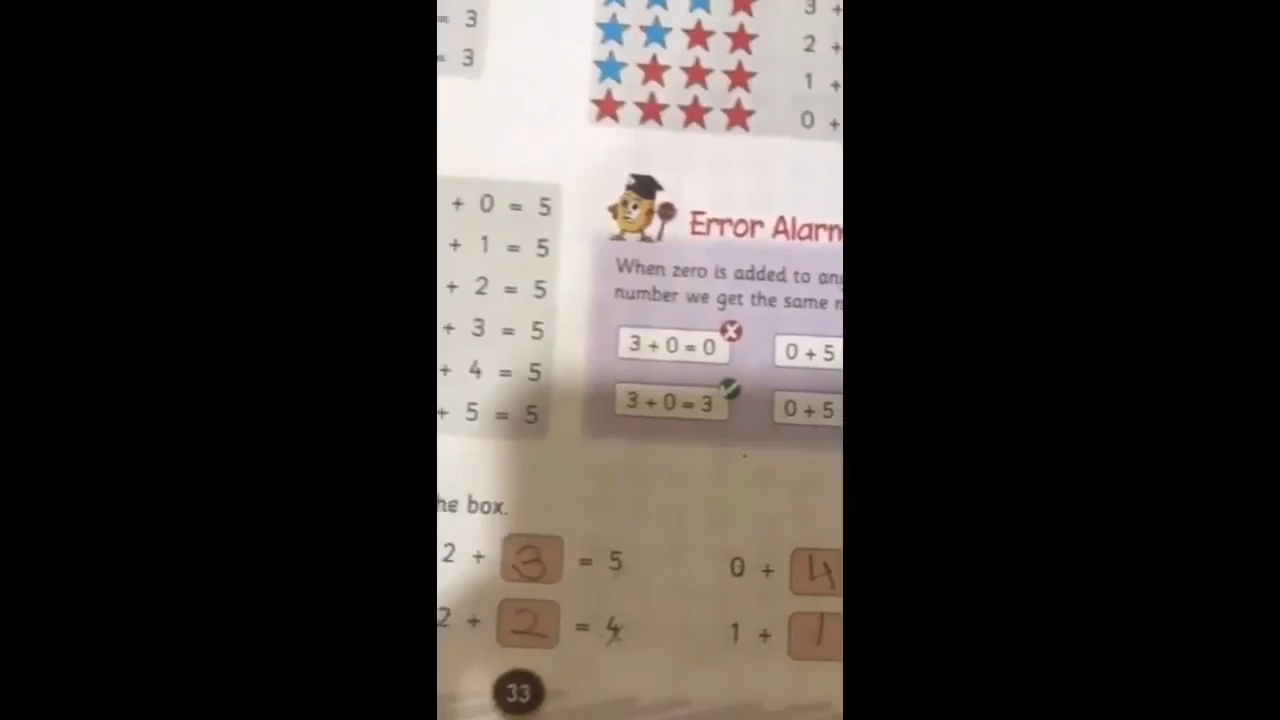 = 3
= 3
3 +
2 +
1 +
0 +
+ 0 = 5
+ 1 = 5
+ 2 = 5
+ 3 = 5
+ 4 = 5
+ 5 = 5
Error Alarm
When zero is added to any
number we get the same
3 + 0 = 0
0 + 5
3 + 0 = 3
0 + 5
he box.
2 + 3 = 5
0 + 4
2 + 2 = 4
1 + 1
33